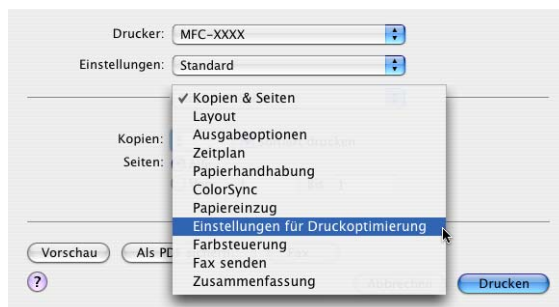 Drucker: MFC-XXXX
Einstellungen: Standard
✓ Kopien & Seiten
Layout
Ausgabeoptionen
Zeitplan
Kopien:
Papierhandhabung
Seiten:
ColorSync
Papiereinzug
Einstellungen für Druckoptimierung
Farbsteuerung
Fax senden
Zusammenfassung
Vorschau
Als PD
?
Abbrechen
Drucken